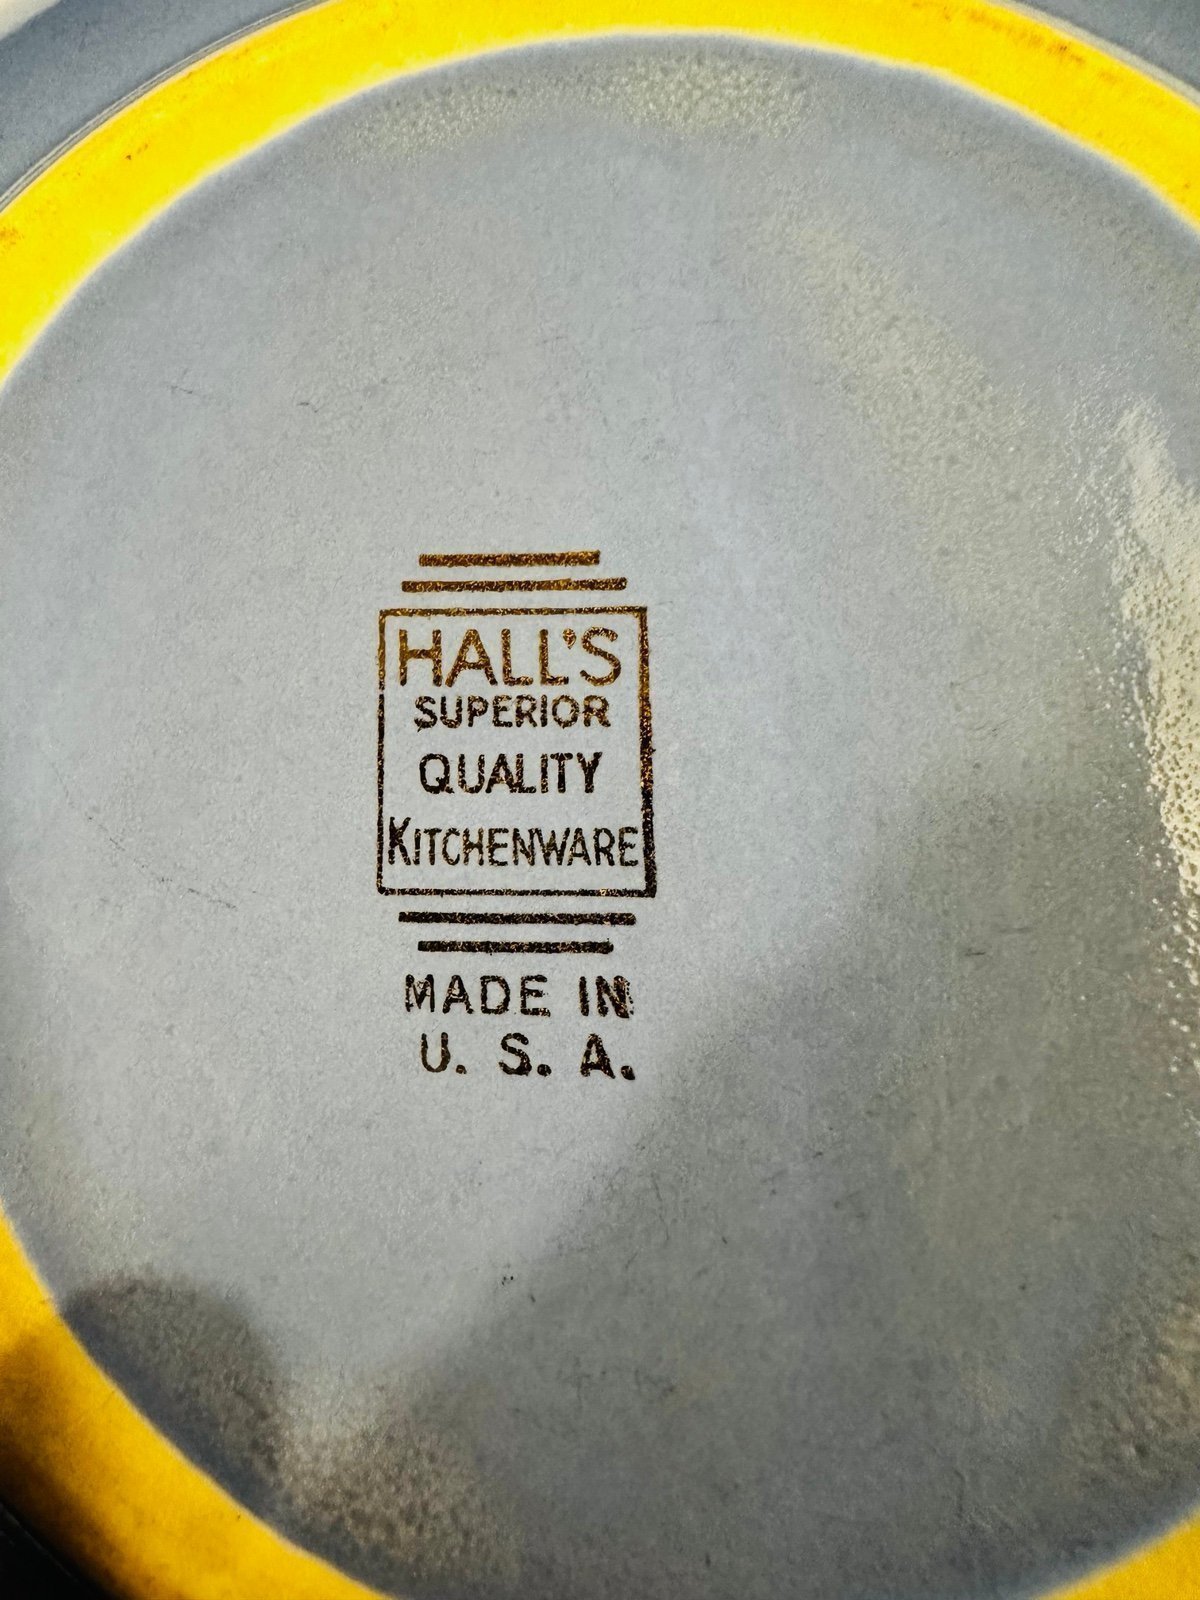 HALL'S
SUPERIOR
QUALITY
KITCHENWARE
MADE IN
U. S. A.